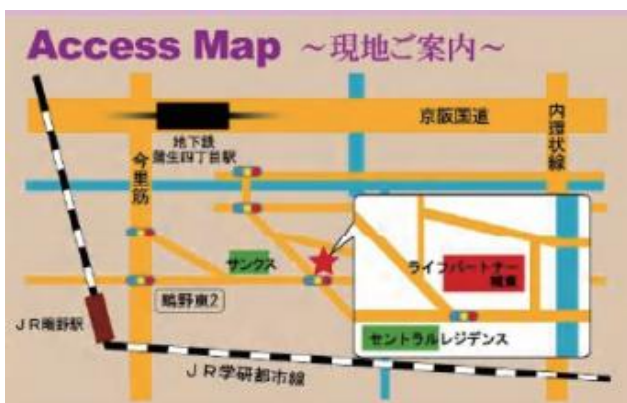 Access Map ～現地ご案内～
京阪国道
内環状線
地下鉄
蒲生四丁目駅
今里筋
サンクス
ライフパートナー
城東
鴫野東2
JR鴫野駅
セントラルレジデンス
JR学研都市線